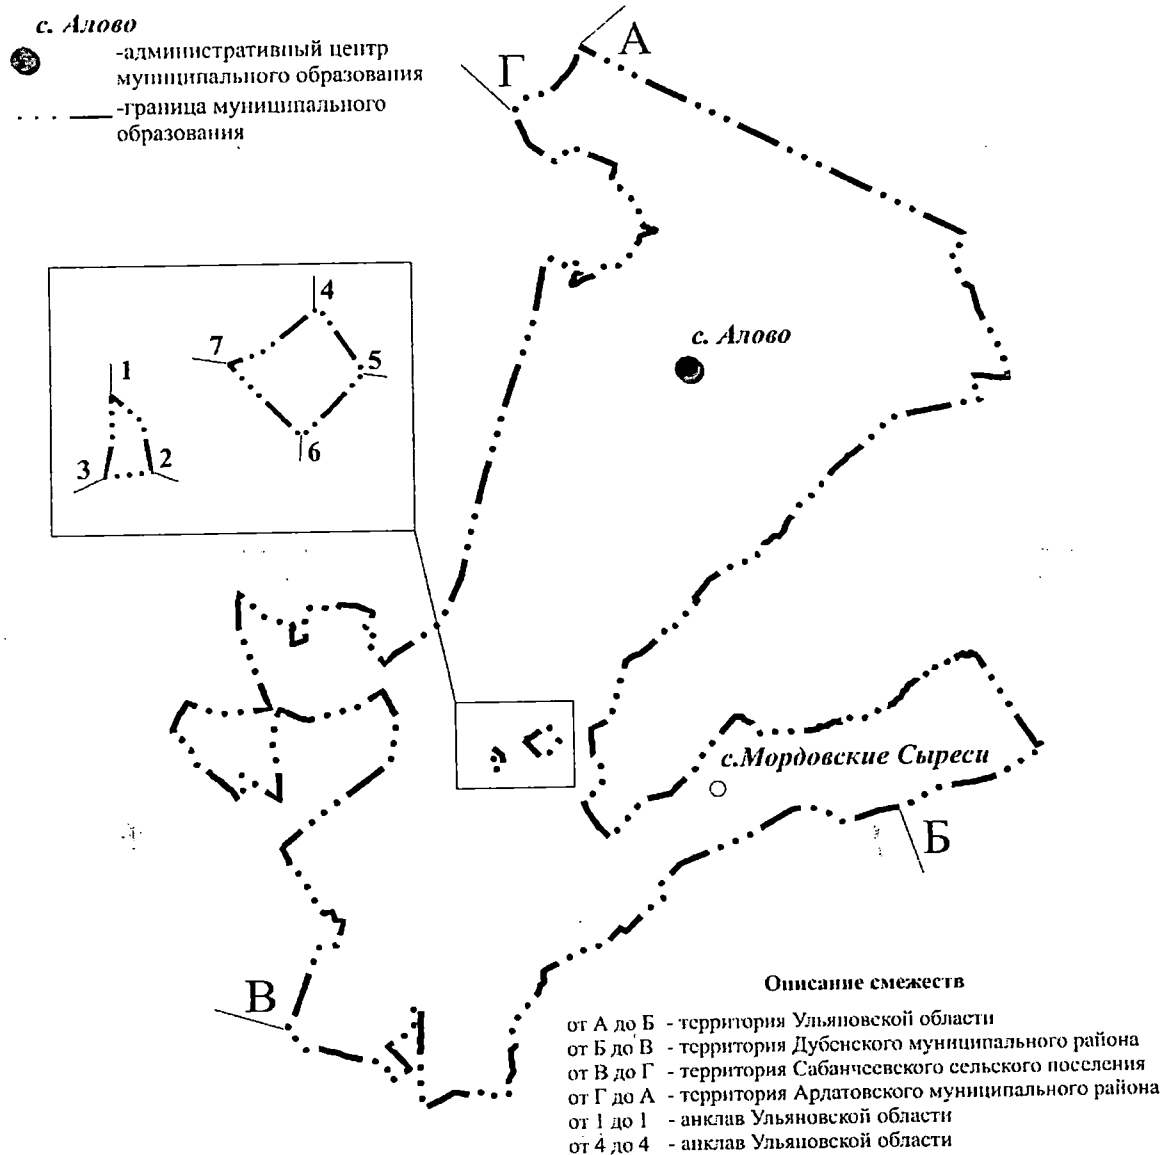 с. Алово
-административный центр
муниципального образования
-граница муниципального
образования
А
Г
4
7
5
1
6
3
2
с. Алово
с.Мордовские Сыреси
Б
В
Описание смежеств
от А до Б - территория Ульяновской области
от Б до В - территория Дубенского муниципального района
от В до Г - территория Сабанчеевского сельского поселения
от Г до А - территория Ардатовского муниципального района
от 1 до 1 - анклав Ульяновской области
от 4 до 4 - анклав Ульяновской области